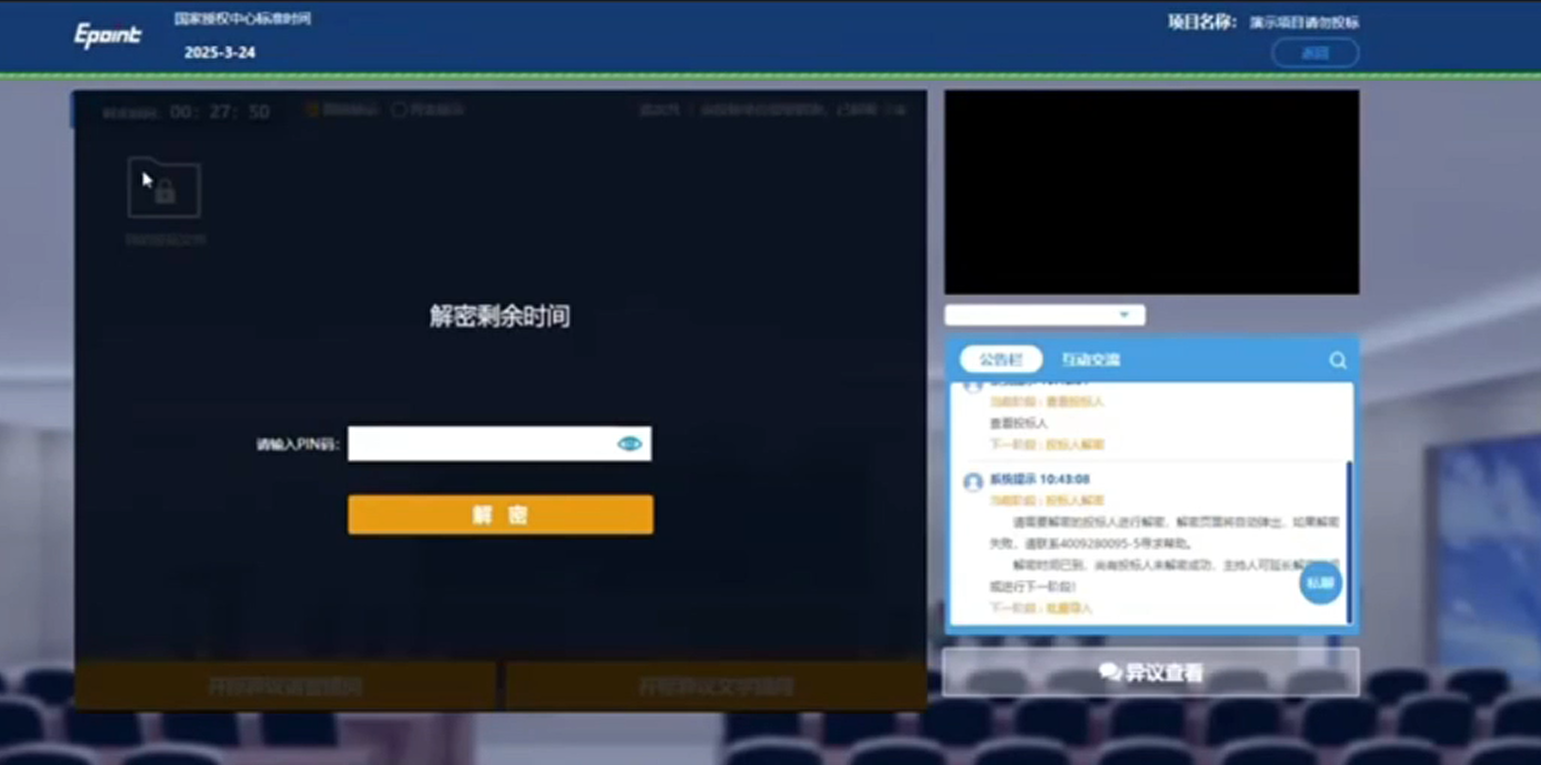 Epoint
国家授权中心标准时间
2025-3-24
项目名称： 演示项目请勿投标
返回
00：27：50
解密剩余时间
请输入PIN码：
解 密
公告栏 互动交流
当前阶段：查看投标人
查看投标人
下一阶段：投标人解密
系统提示 10:43:08
当前阶段：投标人解密
请需要解密的投标人进行解密，解密页面将自动弹出，如果解密
失败，请联系4009280095-5寻求帮助。
解密时间已到，尚有投标人未解密成功，主持人可延长解
或进行下一阶段！
下一阶段：批量导入
私聊
异议查看